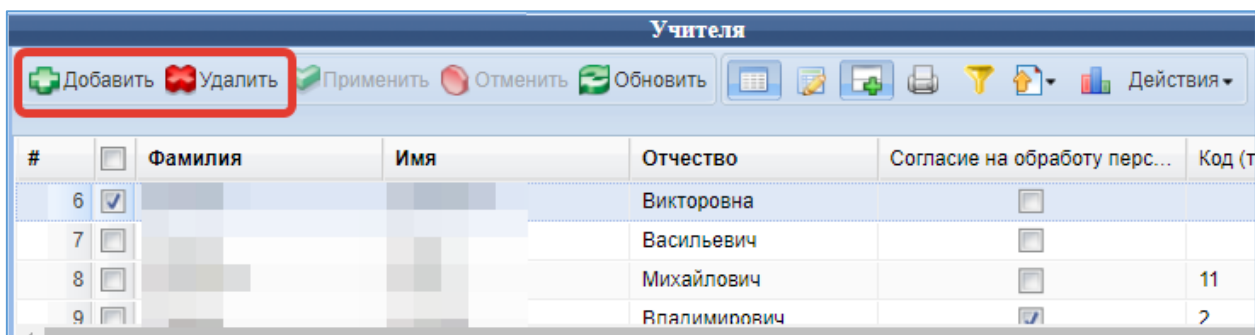 Учителя
Добавить Удалить Применить Отменить Обновить Действия
# Фамилия Имя Отчество Согласие на обработку перс... Код (т
6 Викторовна
7 Васильевич
8 Михайлович 11
9 Владимирович 2